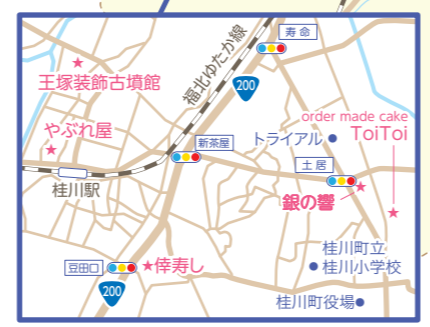 寿命
王塚装飾古墳館
福北ゆたか線
200
order made cake
ToiToi
やぶれ屋
新茶屋
トライアル
土居
桂川駅
銀の響
桂川町立
桂川小学校
豆田口
幸寿し
200
桂川町役場